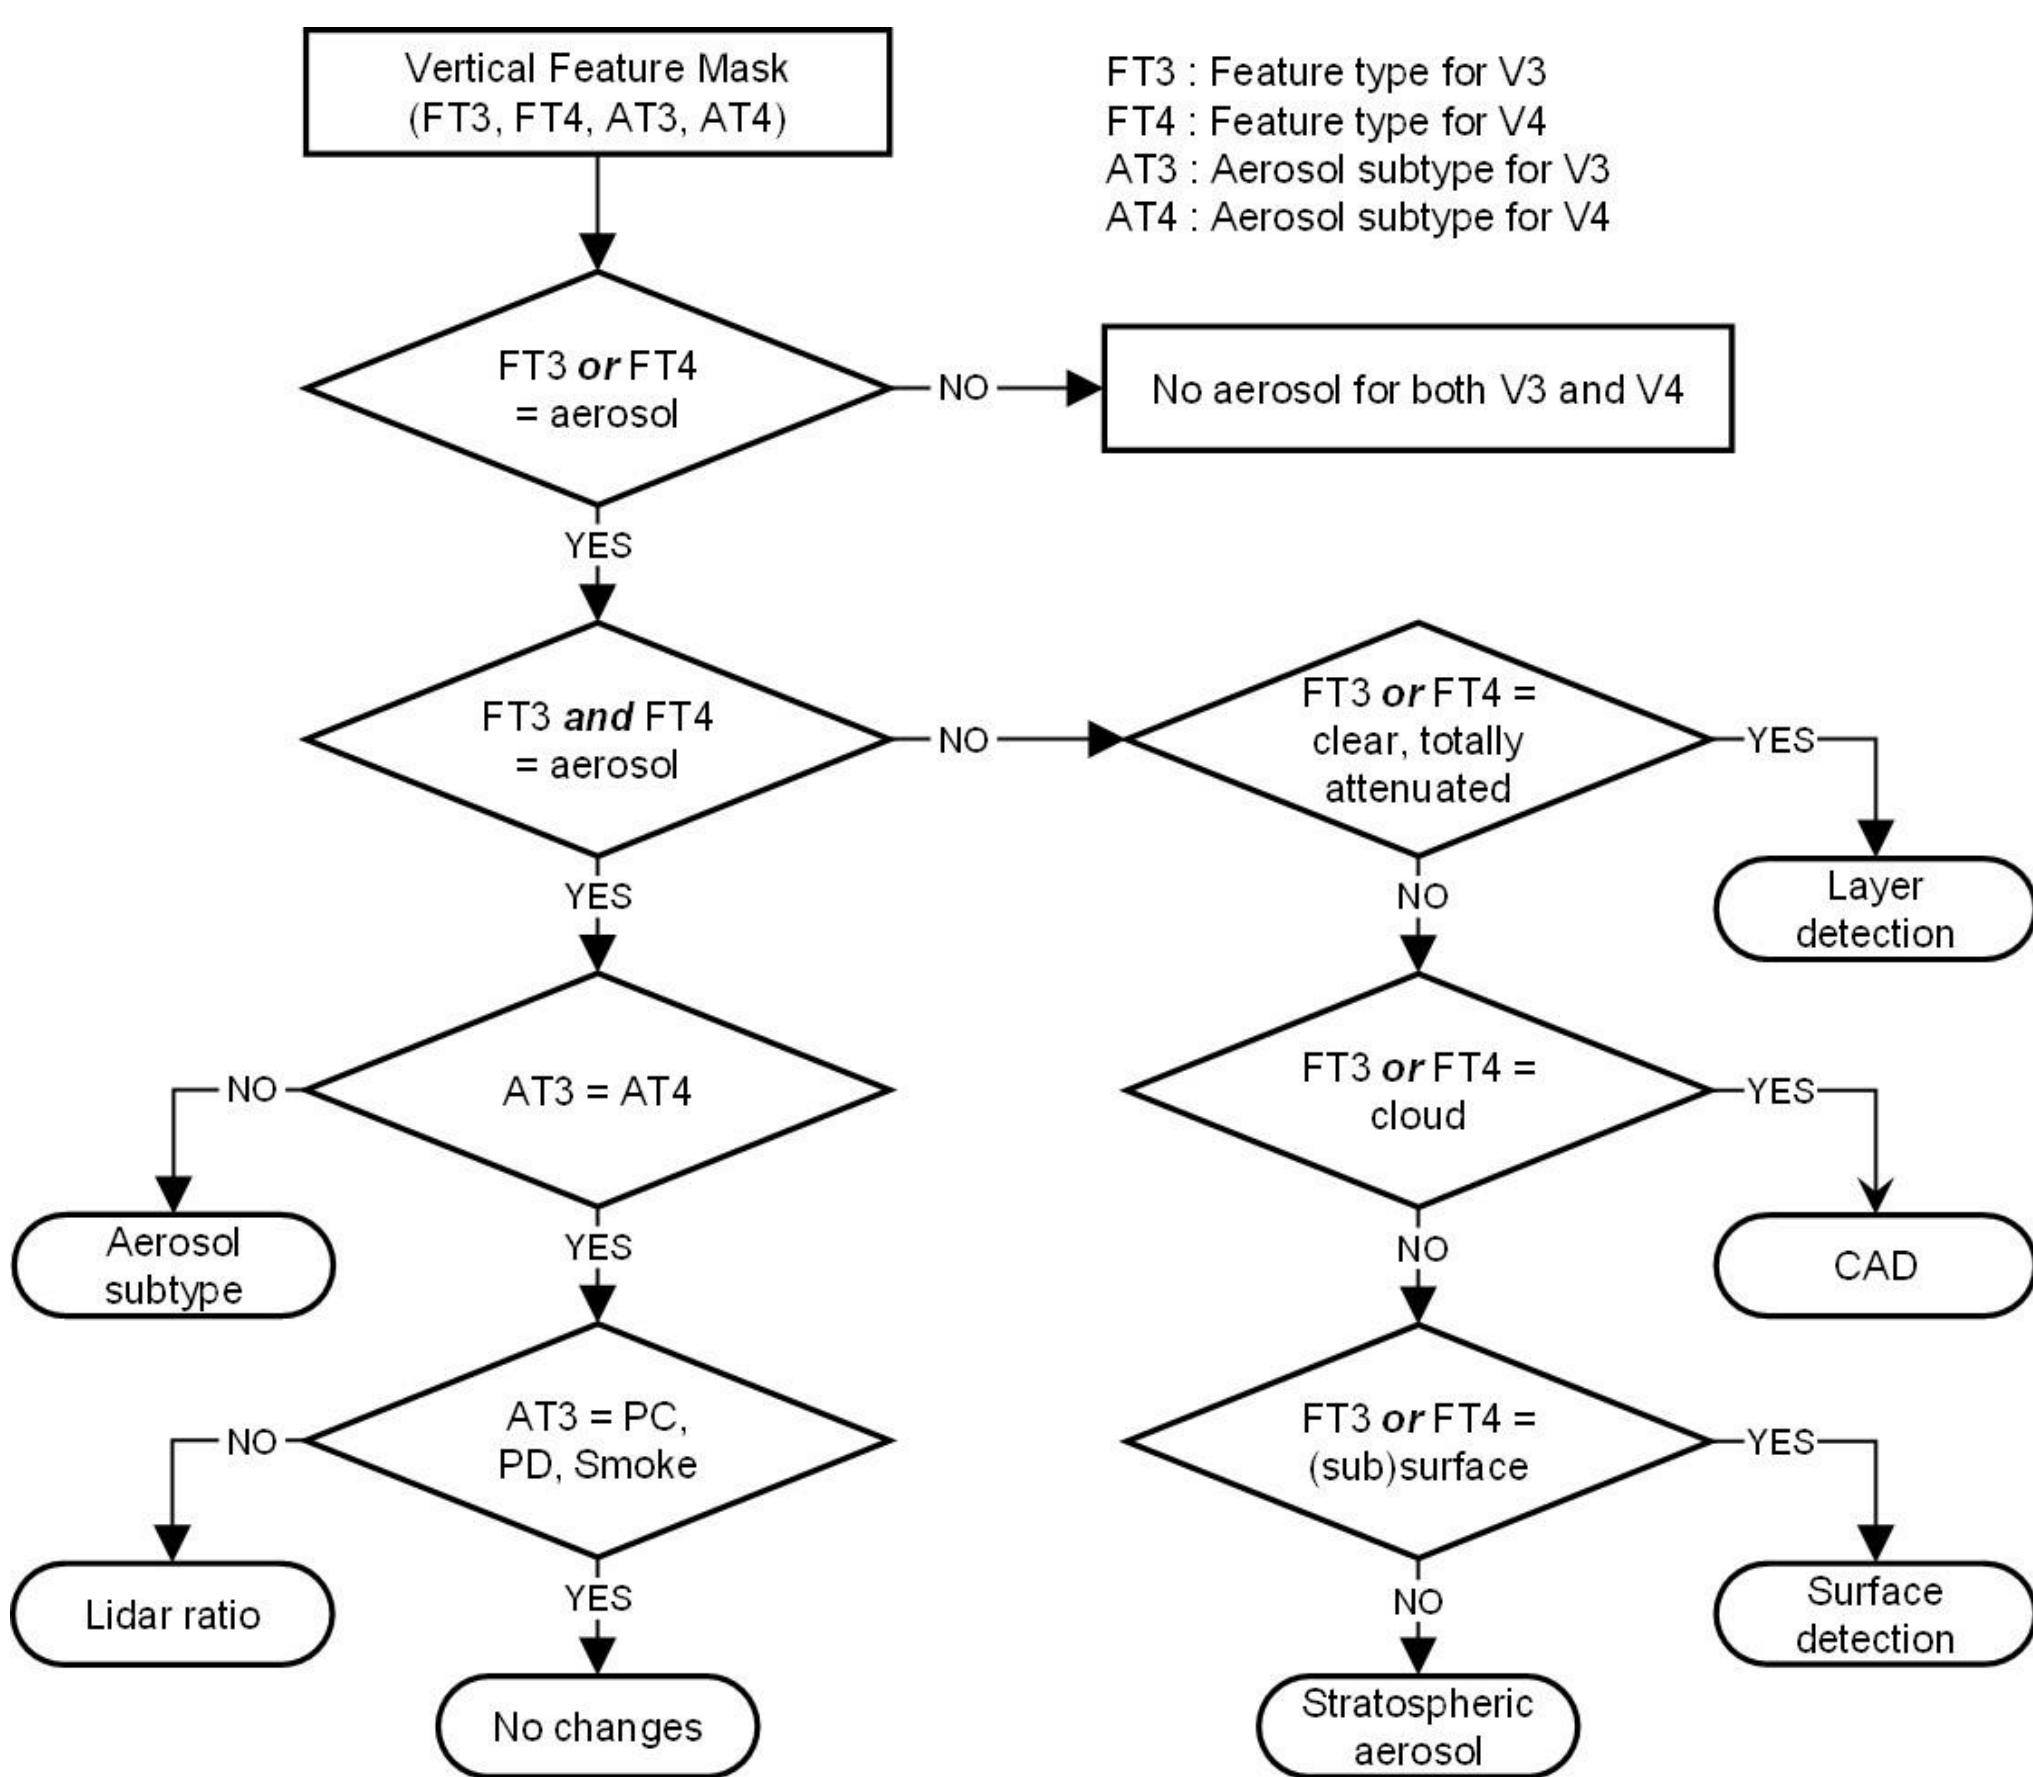 Vertical Feature Mask
(FT3, FT4, AT3, AT4)
FT3 : Feature type for V3
FT4 : Feature type for V4
AT3 : Aerosol subtype for V3
AT4 : Aerosol subtype for V4
FT3 or FT4
= aerosol
NO
No aerosol for both V3 and V4
YES
FT3 and FT4
= aerosol
NO
FT3 or FT4 =
clear, totally
attenuated
YES
Layer
detection
YES
NO
AT3 = AT4
NO
Aerosol
subtype
FT3 or FT4 =
cloud
YES
CAD
YES
NO
AT3 = PC,
PD, Smoke
NO
Lidar ratio
FT3 or FT4 =
(sub)surface
YES
Surface
detection
YES
No changes
NO
Stratospheric
aerosol